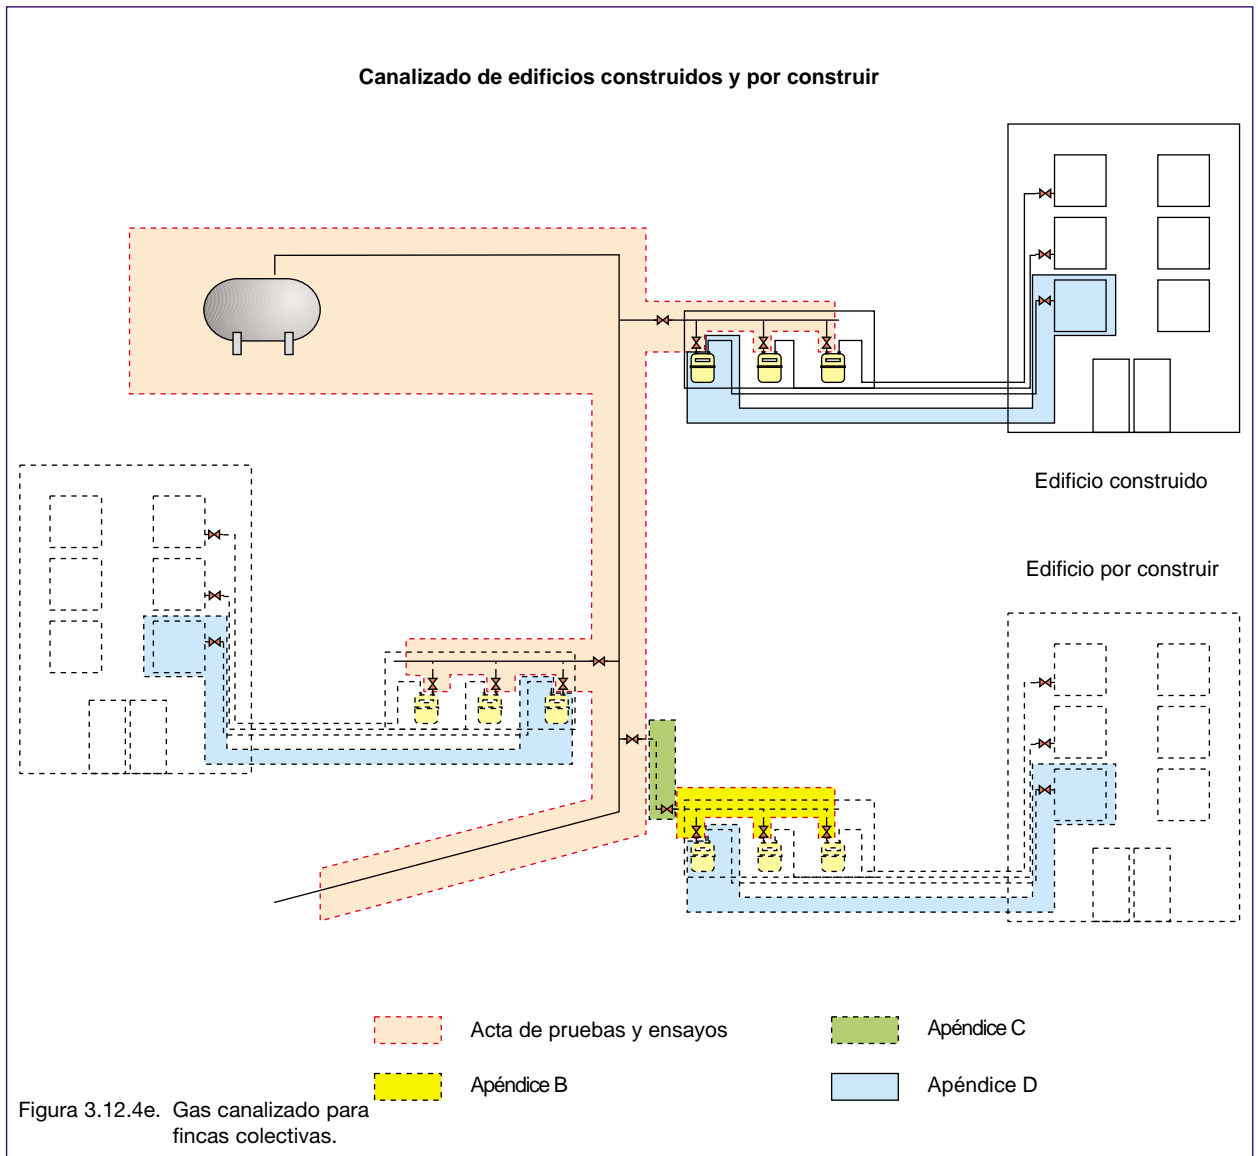 Canalizado de edificios construidos y por construir
Edificio construido
Edificio por construir
Acta de pruebas y ensayos
Apéndice C
Apéndice B
Apéndice D
Figura 3.12.4e. Gas canalizado para
fincas colectivas.